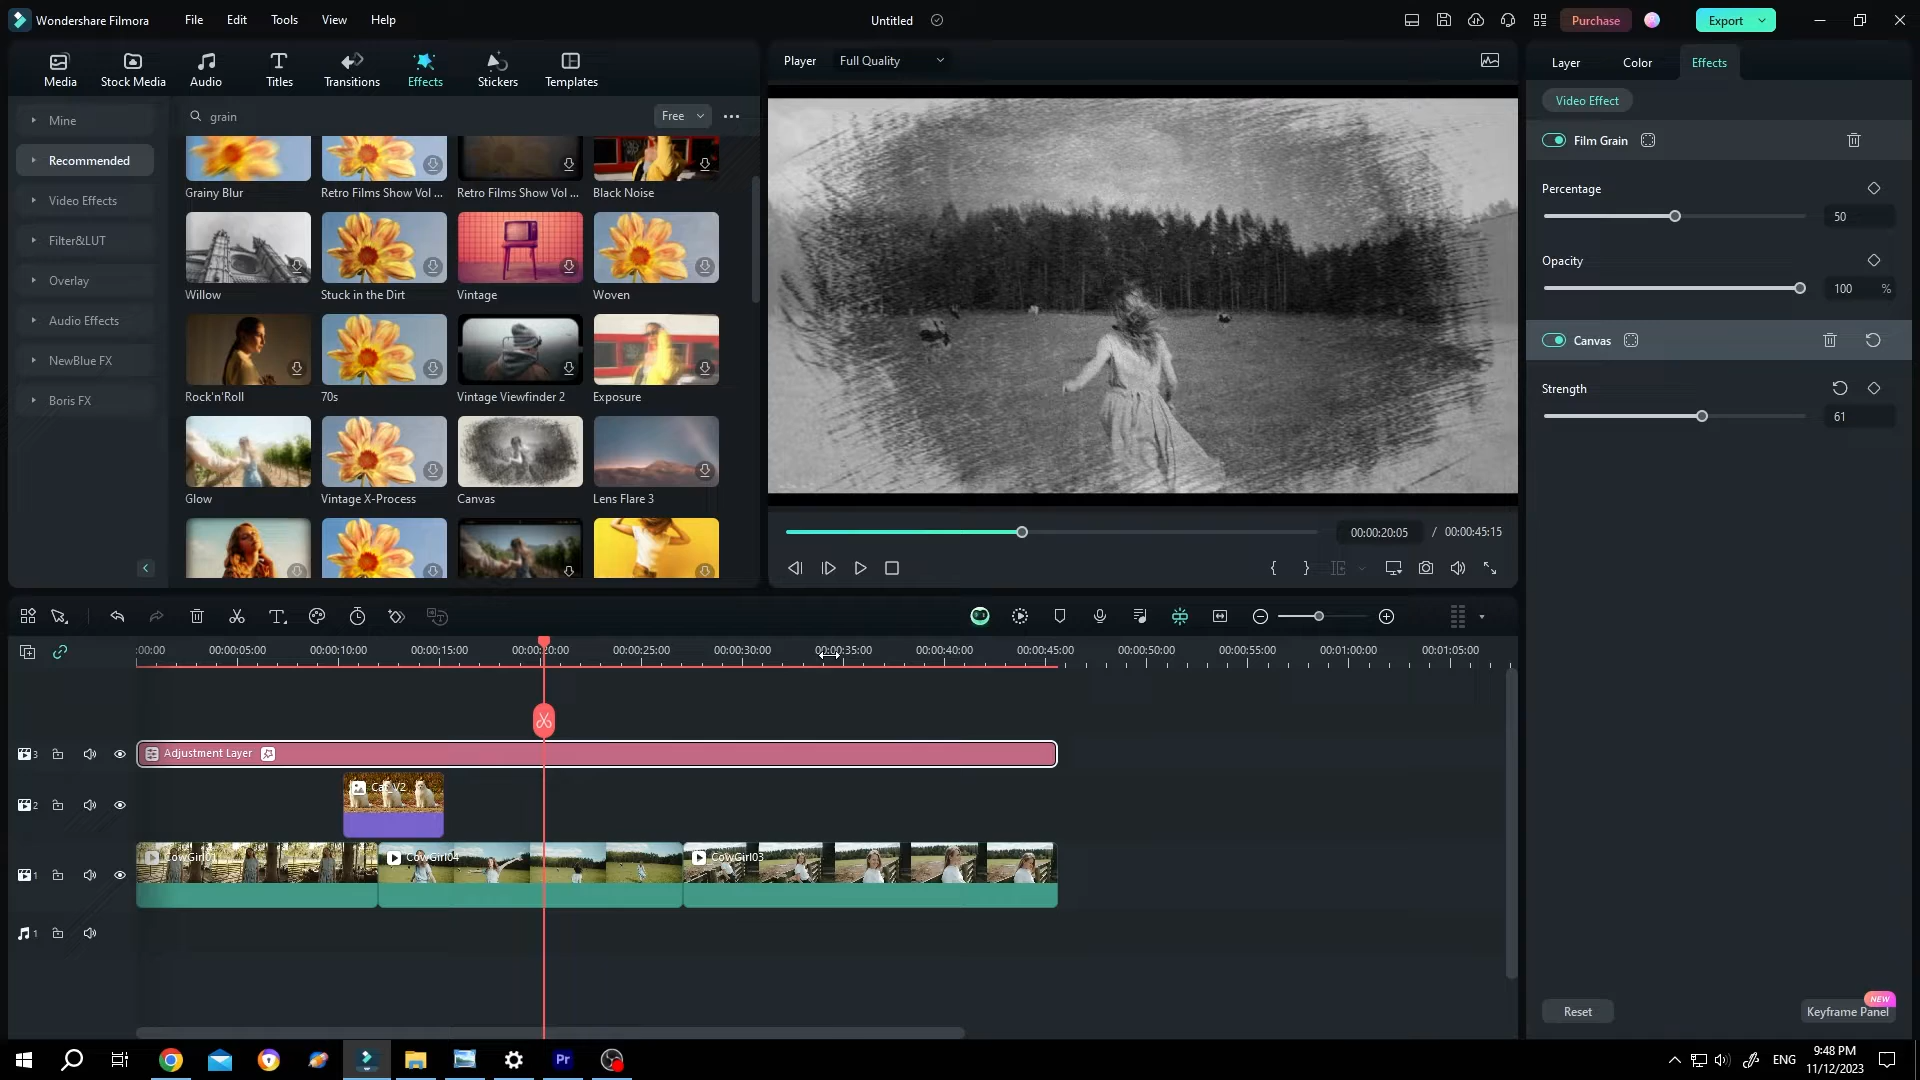 Wondershare Filmora File Edit Tools View Help Untitled Purchase Export
Media Stock Media Audio Titles Transitions Effects Stickers Templates
Player Full Quality
Layer Color Effects
Mine
Recommended
Video Effects
Filter&LUT
Overlay
Audio Effects
NewBlue FX
Boris FX
grain Free
Grainy Blur Retro Films Show Vol ... Retro Films Show Vol ... Black Noise
Willow Stuck in the Dirt Vintage Woven
Rock'n'Roll 70s Vintage Viewfinder 2 Exposure
Glow Vintage X-Process Canvas Lens Flare 3
00:00:20:05 / 00:00:45:15
Video Effect
Film Grain
Percentage
50
Opacity
100 %
Canvas
Strength
61
Reset
NEW
Keyframe Panel
:00:00 00:00:05:00 00:00:10:00 00:00:15:00 00:00:20:00 00:00:25:00 00:00:30:00 00:00:35:00 00:00:40:00 00:00:45:00 00:00:50:00 00:00:55:00 00:01:00:00 00:01:05:00
3 Adjustment Layer
2 Cat_V2
1 CowGirl01 CowGirl04 CowGirl03
1
Pr
ENG
9:48 PM
11/12/2023